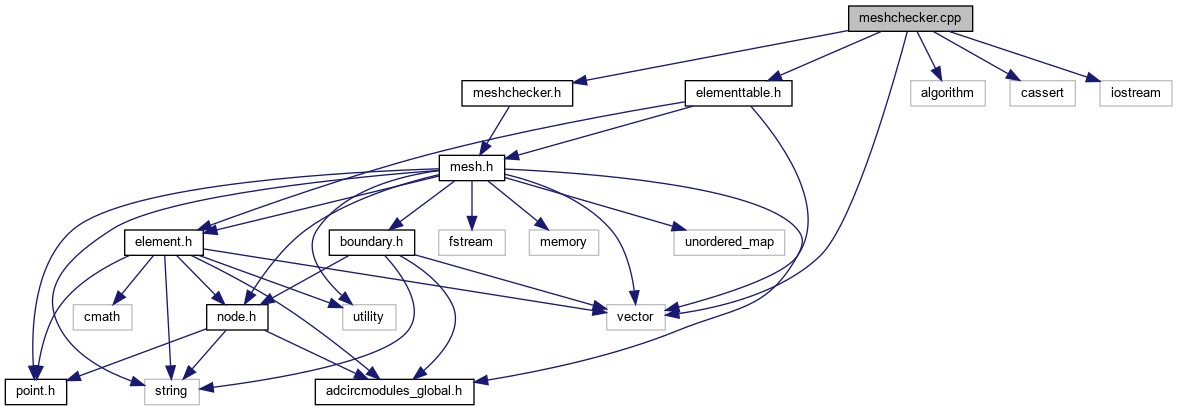 meshchecker.cpp
meshchecker.h
elementtable.h
algorithm
cassert
iostream
mesh.h
element.h
boundary.h
fstream
memory
unordered_map
cmath
node.h
utility
vector
point.h
string
adcircmodules_global.h